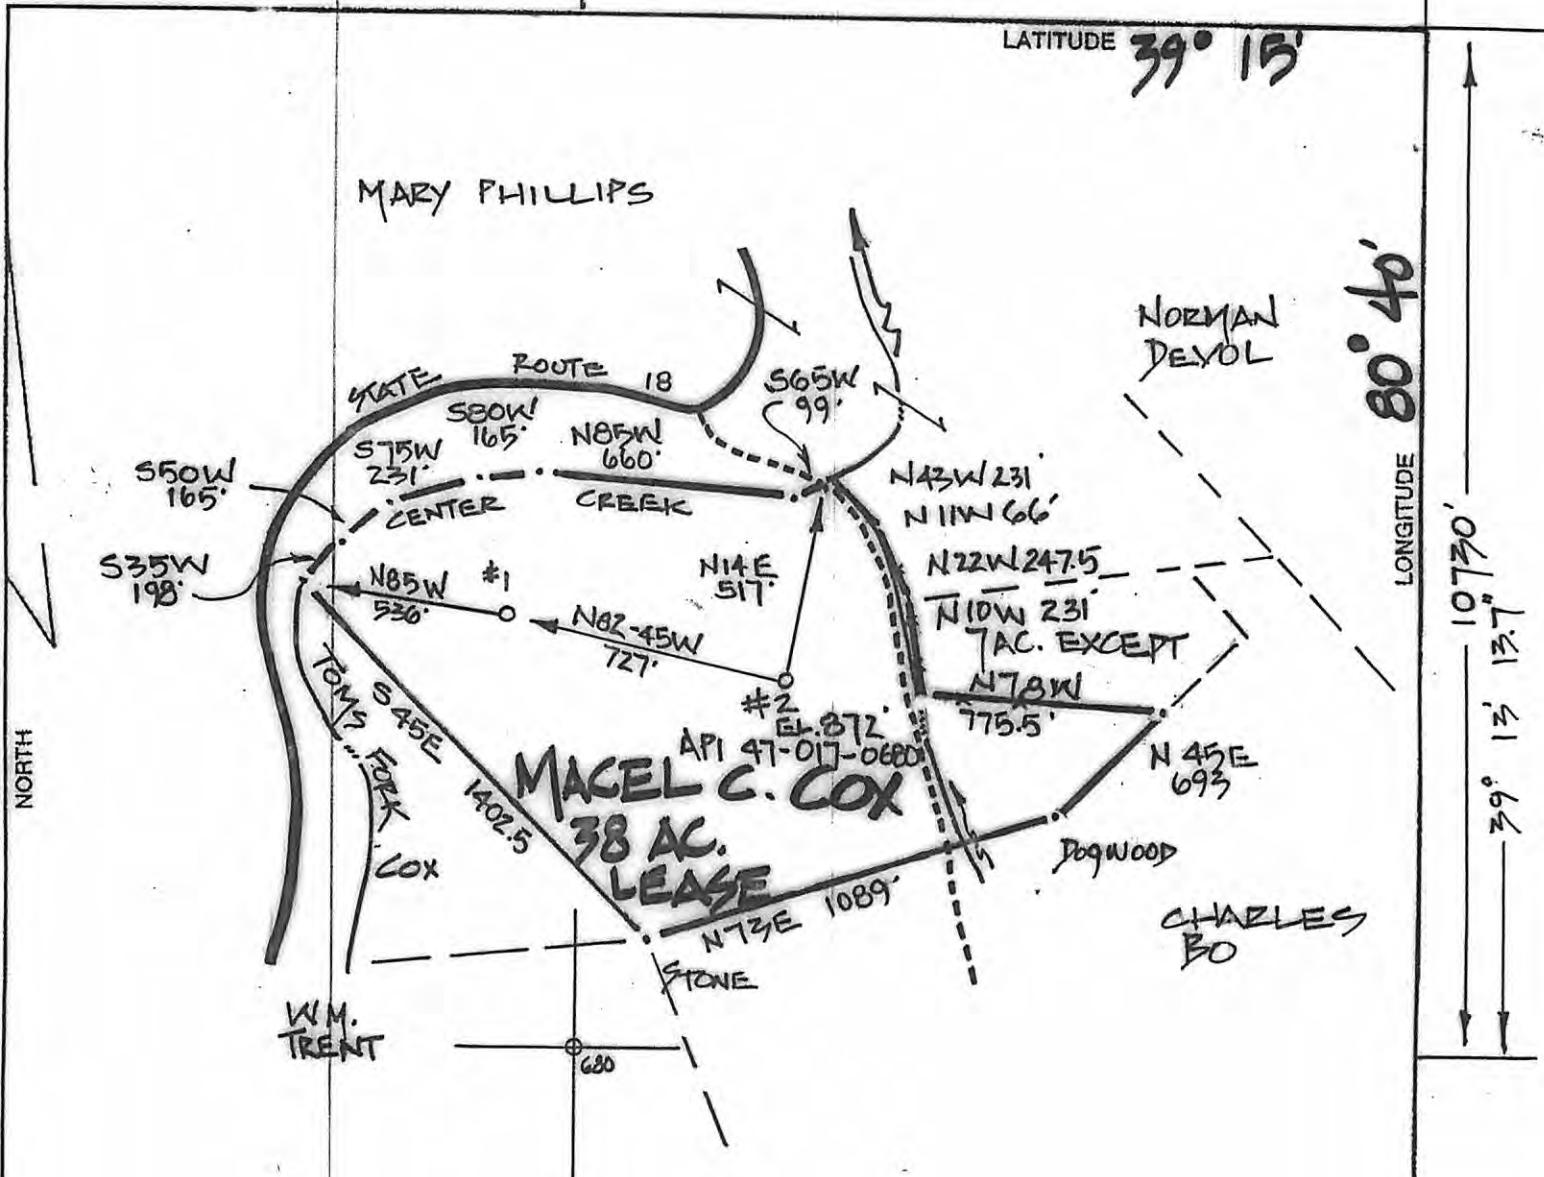 LATITUDE 39° 15'
MARY PHILLIPS
NORMAN
DEVOL
LONGITUDE 80° 40'
STATE ROUTE 18
S65W
99'
S80W
165'
N85W
660'
S75W
231'
S50W
165'
CENTER CREEK
N43W 231'
N11W 66'
N22W 247.5
N10W 231'
7AC. EXCEPT
S35W
198'
N85W
536'
#1
N14E
517'
N82-45W
727'
#2
EL. 872'
API 47-017-0680
N78W
775.5'
TOMS FORK
S45E 1402.5
MACEL C. COX
38 AC.
LEASE
N45E
693
COX
DOGWOOD
N73E 1089'
STONE
CHARLES
BO
W.M.
TRENT
680
NORTH
10730'
39° 13' 13.7"